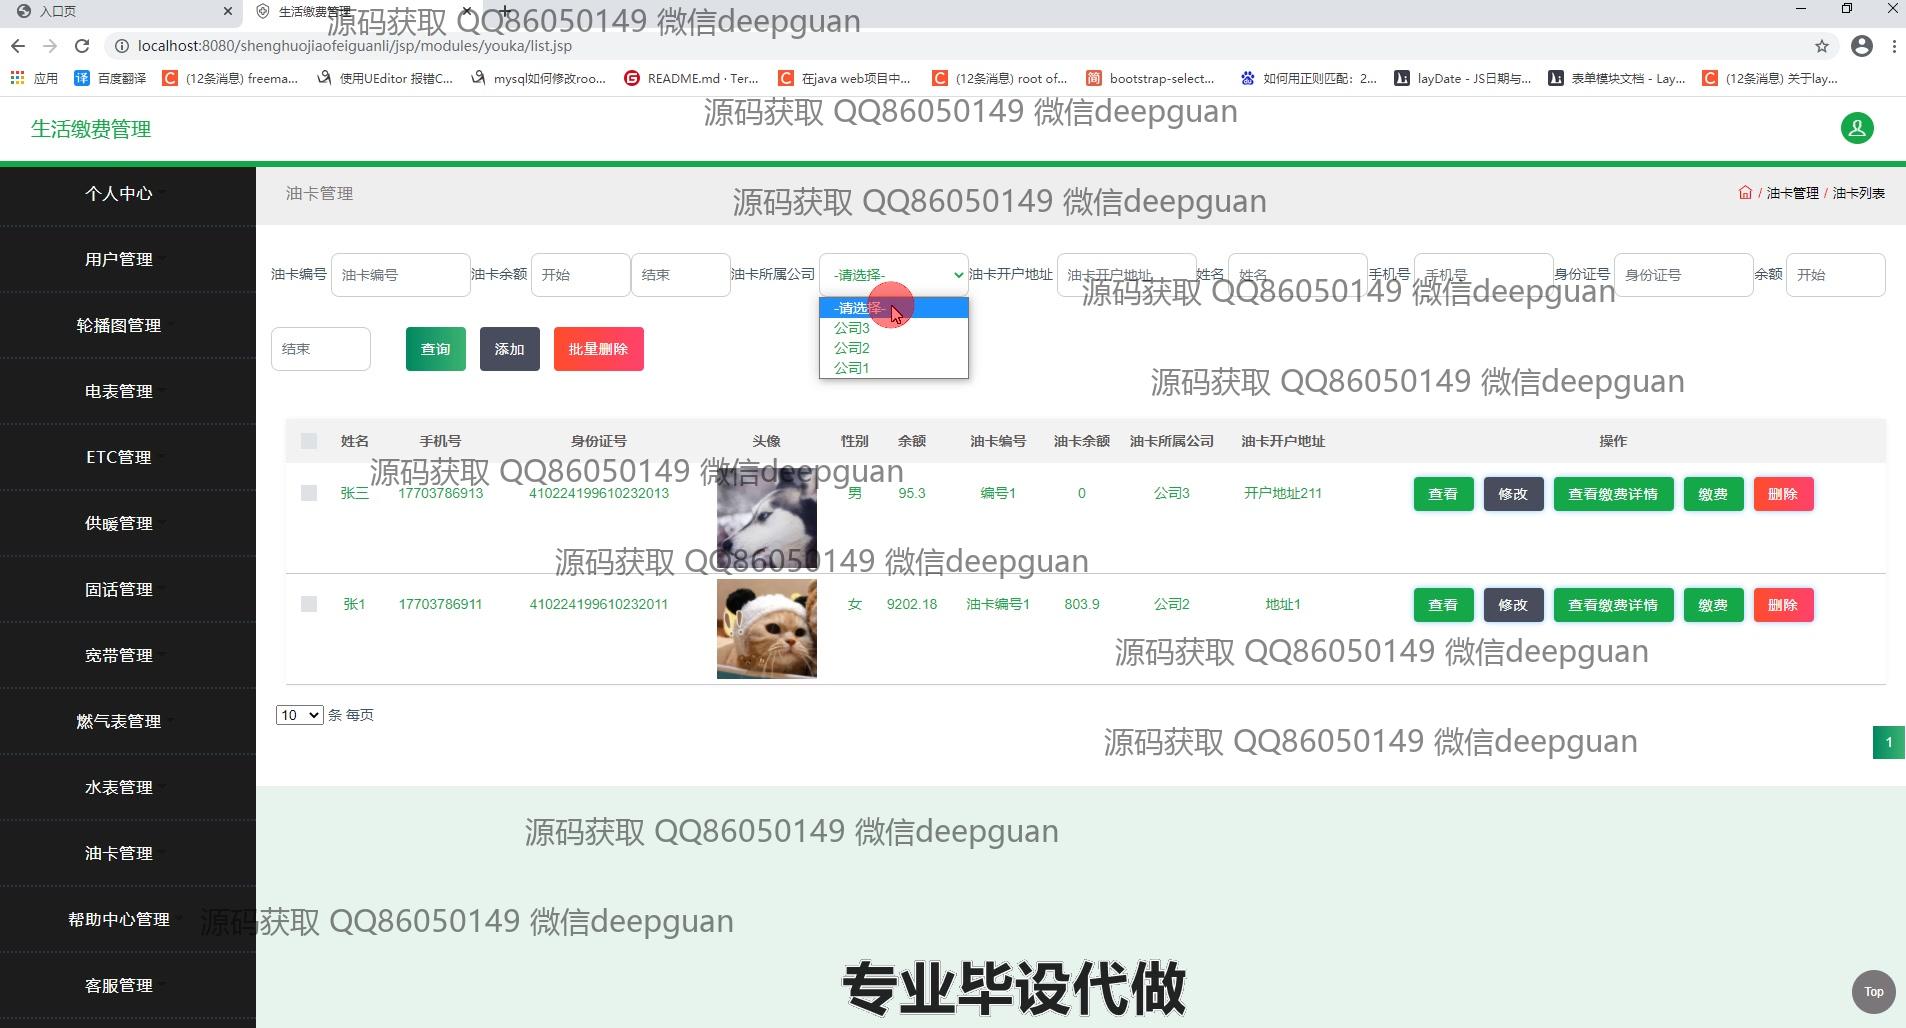 入口页
生活缴费管理
源码获取 QQ86050149 微信deepguan
localhost:8080/shenghuojiaofeiguanli/jsp/modules/youka/list.jsp
应用
百度翻译
(12条消息) freema...
使用UEditor 报错C...
mysql如何修改roo...
README.md · Ter...
在java web项目中...
(12条消息) root of...
bootstrap-select...
如何用正则匹配：2...
layDate - JS日期与...
表单模块文档 - Lay...
(12条消息) 关于lay...
源码获取 QQ86050149 微信deepguan
生活缴费管理
个人中心
用户管理
轮播图管理
电表管理
ETC管理
供暖管理
固话管理
宽带管理
燃气表管理
水表管理
油卡管理
帮助中心管理
客服管理
油卡管理
源码获取 QQ86050149 微信deepguan
/ 油卡管理 / 油卡列表
油卡编号 油卡编号 油卡余额 开始 结束 油卡所属公司 -请选择- 油卡开户地址 油卡开户地址 姓名 姓名 手机号 手机号 身份证号 身份证号 余额 开始
源码获取 QQ86050149 微信deepguan
-请选择-
公司3
公司2
公司1
结束 查询 添加 批量删除
源码获取 QQ86050149 微信deepguan
姓名 手机号 身份证号 头像 性别 余额 油卡编号 油卡余额 油卡所属公司 油卡开户地址 操作
源码获取 QQ86050149 微信deepguan
张三 17703786913 410224199610232013 男 95.3 编号1 0 公司3 开户地址211 查看 修改 查看缴费详情 缴费 删除
源码获取 QQ86050149 微信deepguan
张1 17703786911 410224199610232011 女 9202.18 油卡编号1 803.9 公司2 地址1 查看 修改 查看缴费详情 缴费 删除
源码获取 QQ86050149 微信deepguan
10 条 每页
源码获取 QQ86050149 微信deepguan
1
源码获取 QQ86050149 微信deepguan
源码获取 QQ86050149 微信deepguan
专业毕设代做
Top